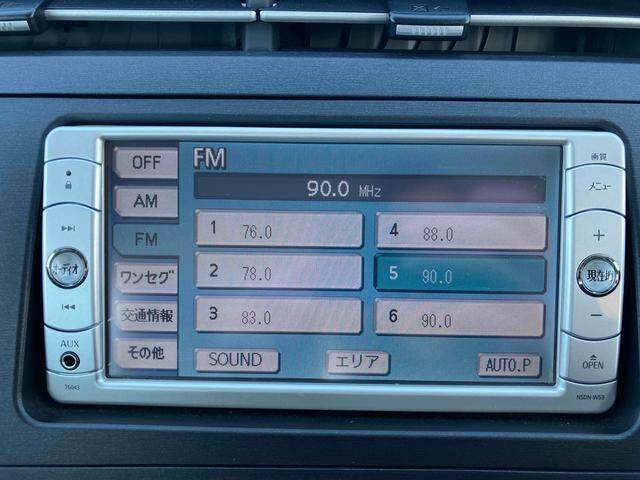 画質
メニュー
＋
現在地
－
OPEN
オーディオ
AUX
76043
NSDN-W59
OFF
AM
FM
ワンセグ
交通情報
その他
FM
90.0 MHz
1 76.0
2 78.0
3 83.0
4 88.0
5 90.0
6 90.0
SOUND
エリア
AUTO.P